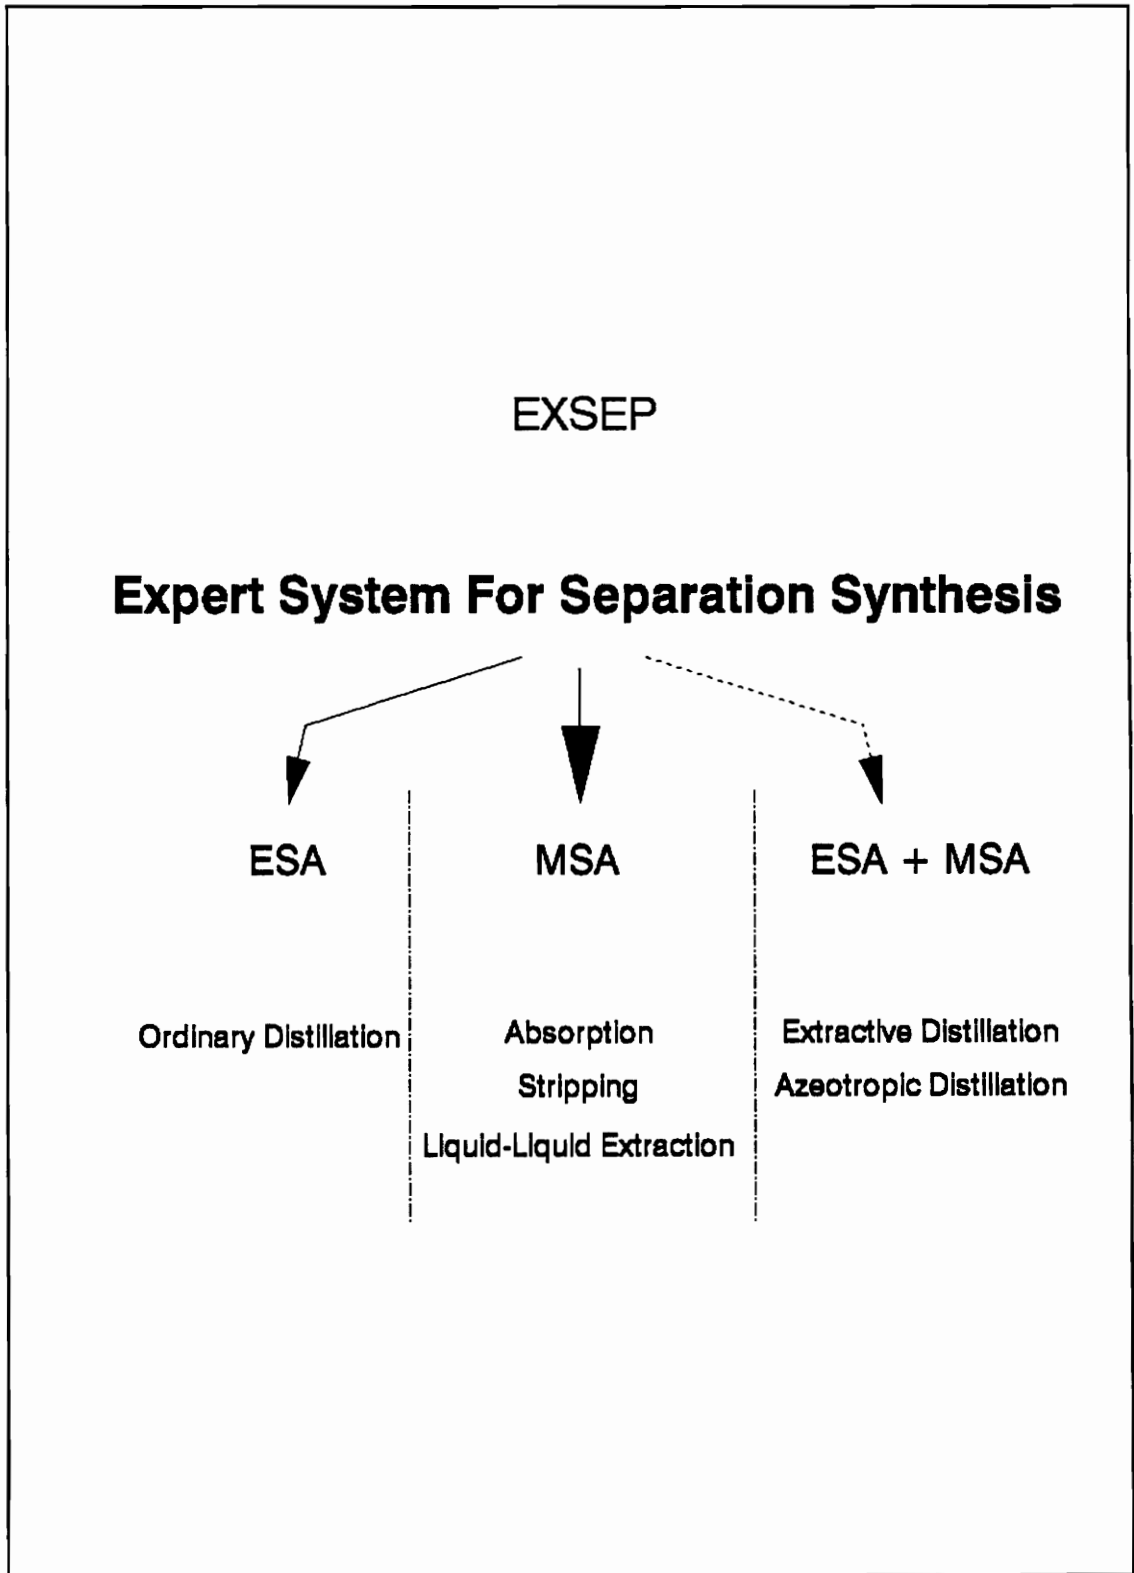 EXSEP
Expert System For Separation Synthesis
ESA
MSA
ESA + MSA
Ordinary Distillation
Absorption
Stripping
Liquid-Liquid Extraction
Extractive Distillation
Azeotropic Distillation